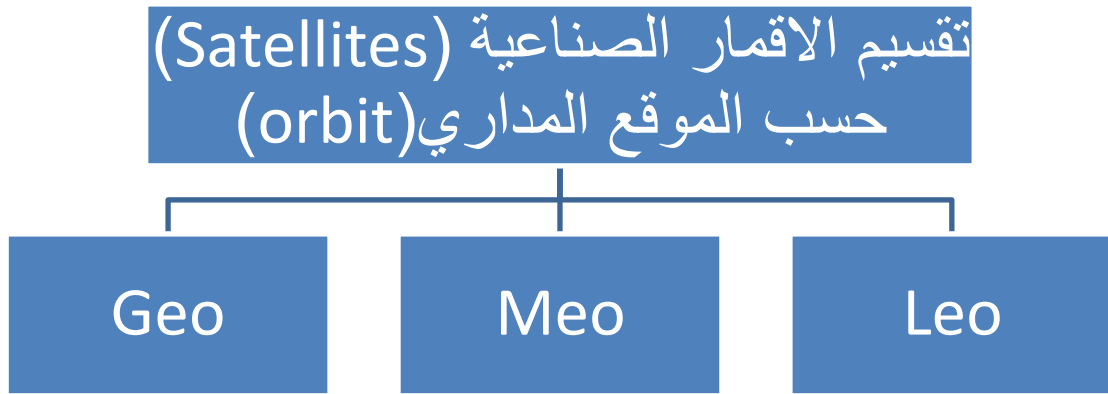 تقسيم الاقمار الصناعية (Satellites)
حسب الموقع المداري(orbit)
Geo
Meo
Leo